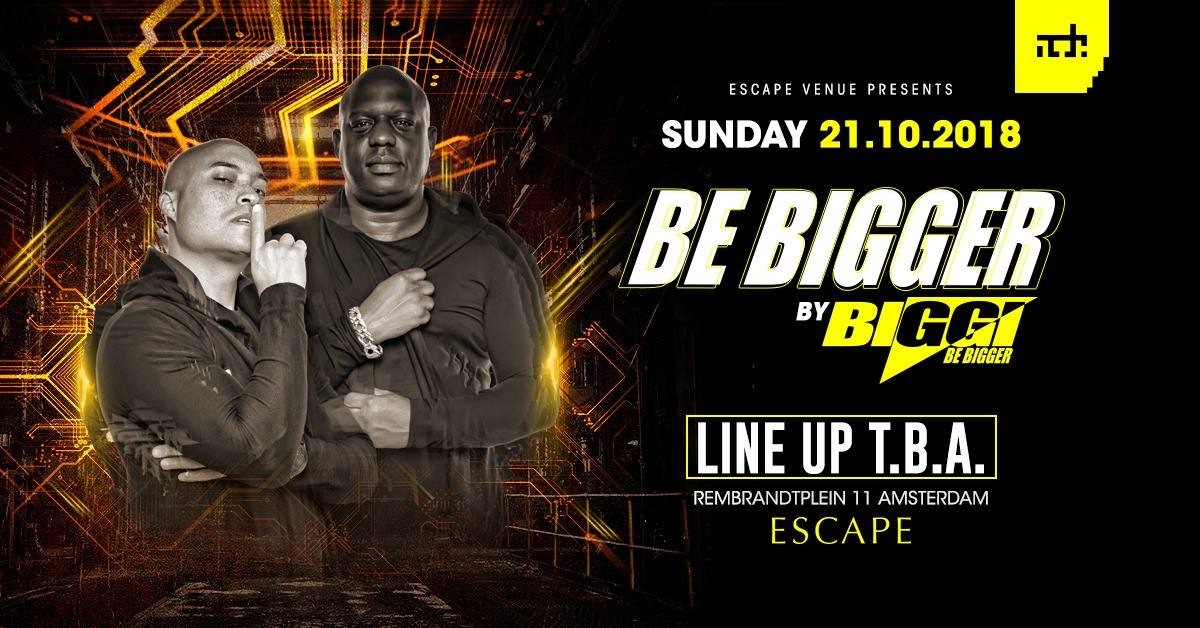 ESCAPE VENUE PRESENTS
SUNDAY 21.10.2018
BE BIGGER
BY BIGGI
BE BIGGER
LINE UP T.B.A.
REMBRANDTPLEIN 11 AMSTERDAM
ESCAPE